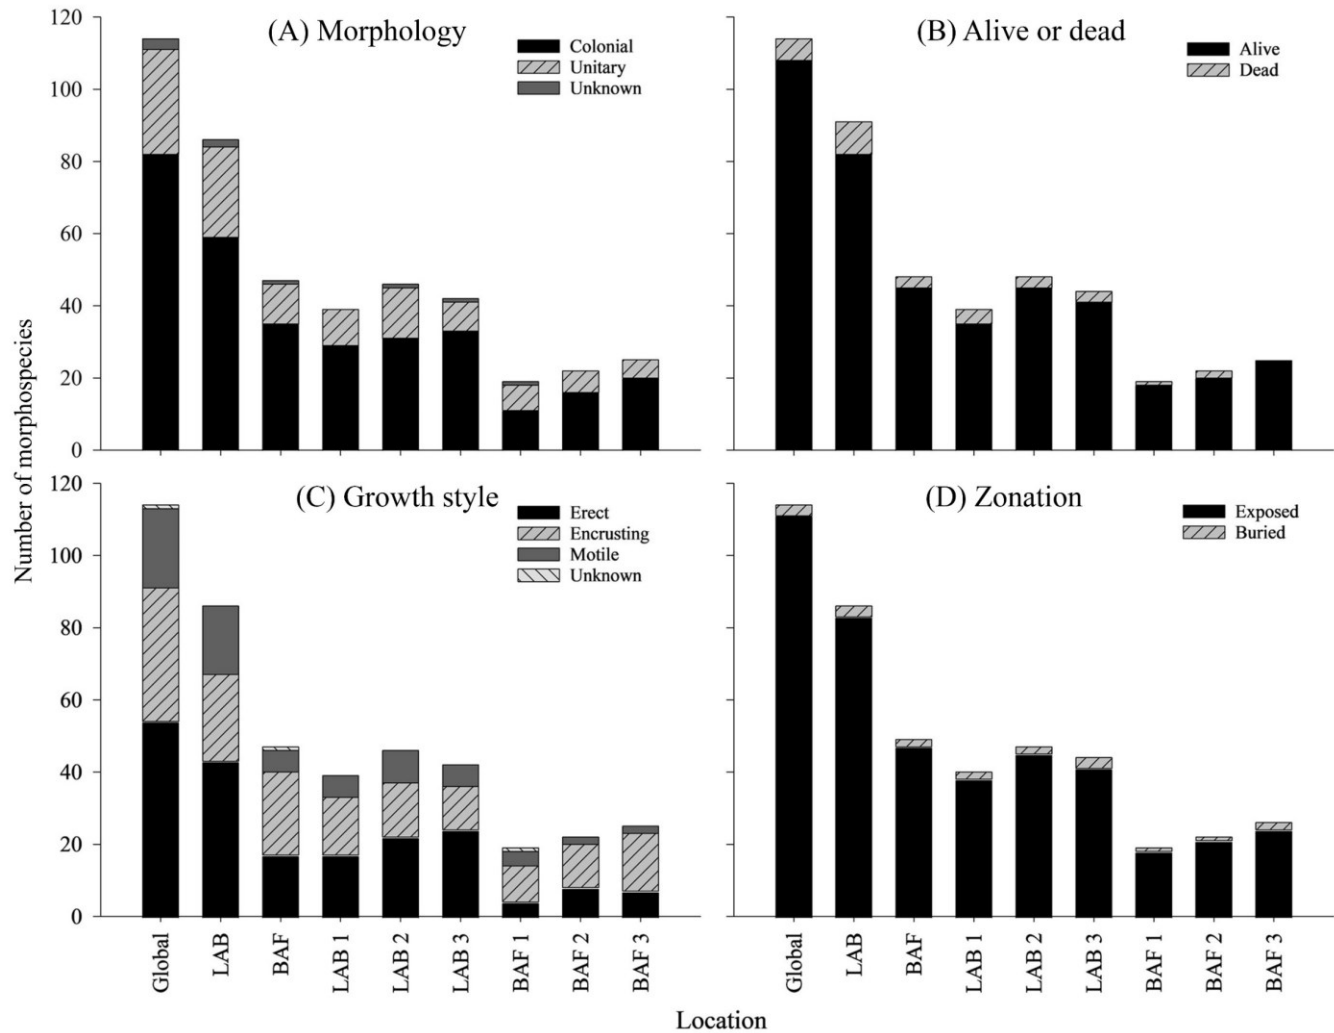 (A) Morphology
Colonial
Unitary
Unknown
120
100
80
60
40
20
0
(B) Alive or dead
Alive
Dead
(C) Growth style
Erect
Encrusting
Motile
Unknown
120
100
80
60
40
20
0
(D) Zonation
Exposed
Buried
Number of morphospecies
Global
LAB
BAF
LAB 1
LAB 2
LAB 3
BAF 1
BAF 2
BAF 3
Global
LAB
BAF
LAB 1
LAB 2
LAB 3
BAF 1
BAF 2
BAF 3
Location